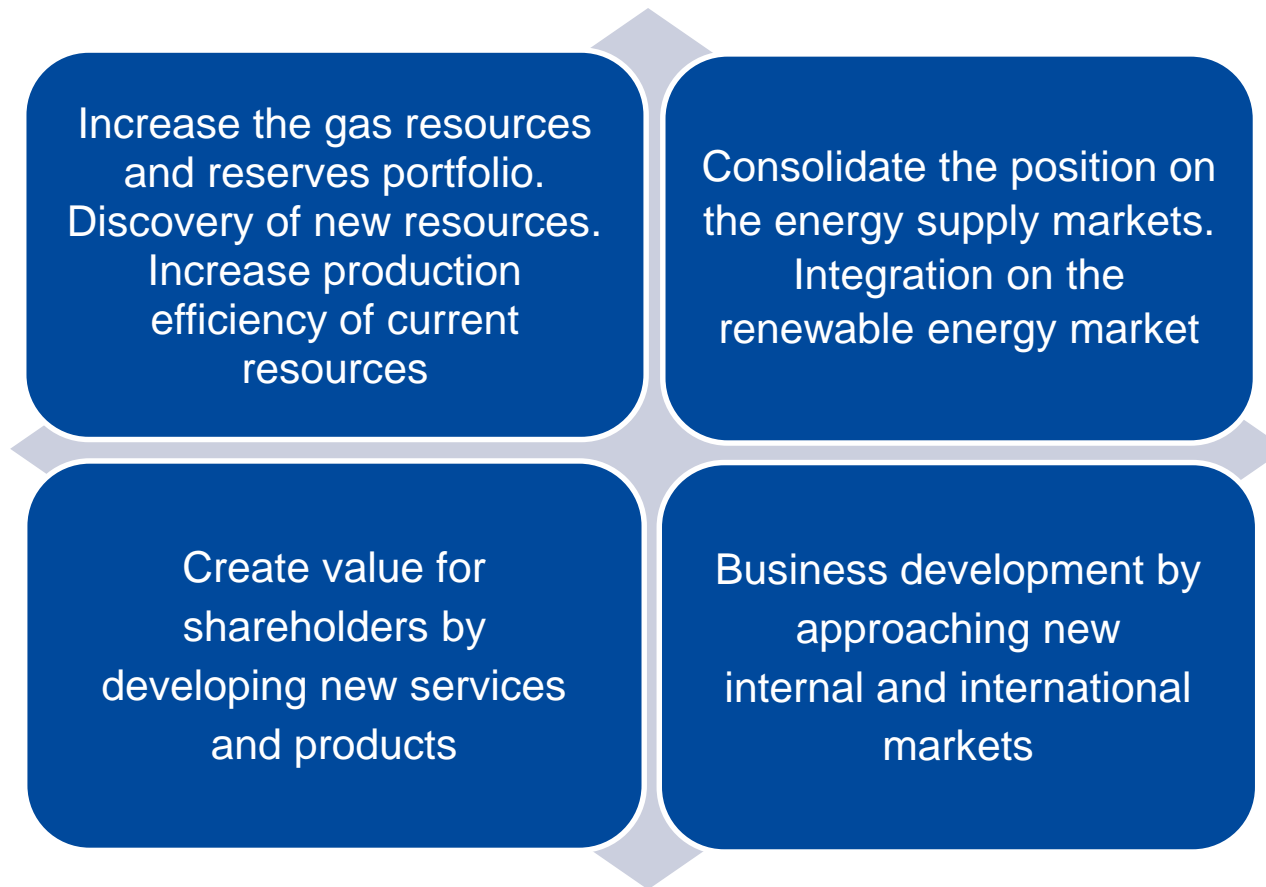 Increase the gas resources
and reserves portfolio.
Discovery of new resources.
Increase production
efficiency of current
resources
Consolidate the position on
the energy supply markets.
Integration on the
renewable energy market
Create value for
shareholders by
developing new services
and products
Business development by
approaching new
internal and international
markets